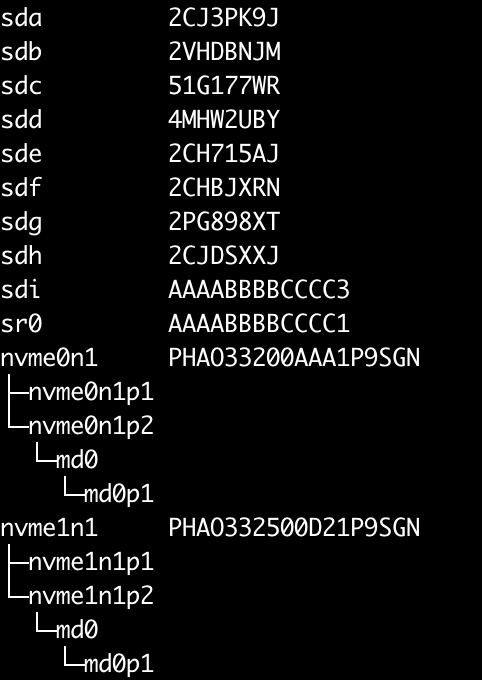 sda        2CJ3PK9J
sdb        2VHDBNJM
sdc        51G177WR
sdd        4MHW2UBY
sde        2CH715AJ
sdf        2CHBJXRN
sdg        2PG898XT
sdh        2CJDSXXJ
sdi        AAAABBBBCCCC3
sr0        AAAABBBBCCCC1
nvme0n1    PHAO33200AAA1P9SGN
├─nvme0n1p1
└─nvme0n1p2
  └─md0
    └─md0p1
nvme1n1    PHAO332500D21P9SGN
├─nvme1n1p1
└─nvme1n1p2
  └─md0
    └─md0p1